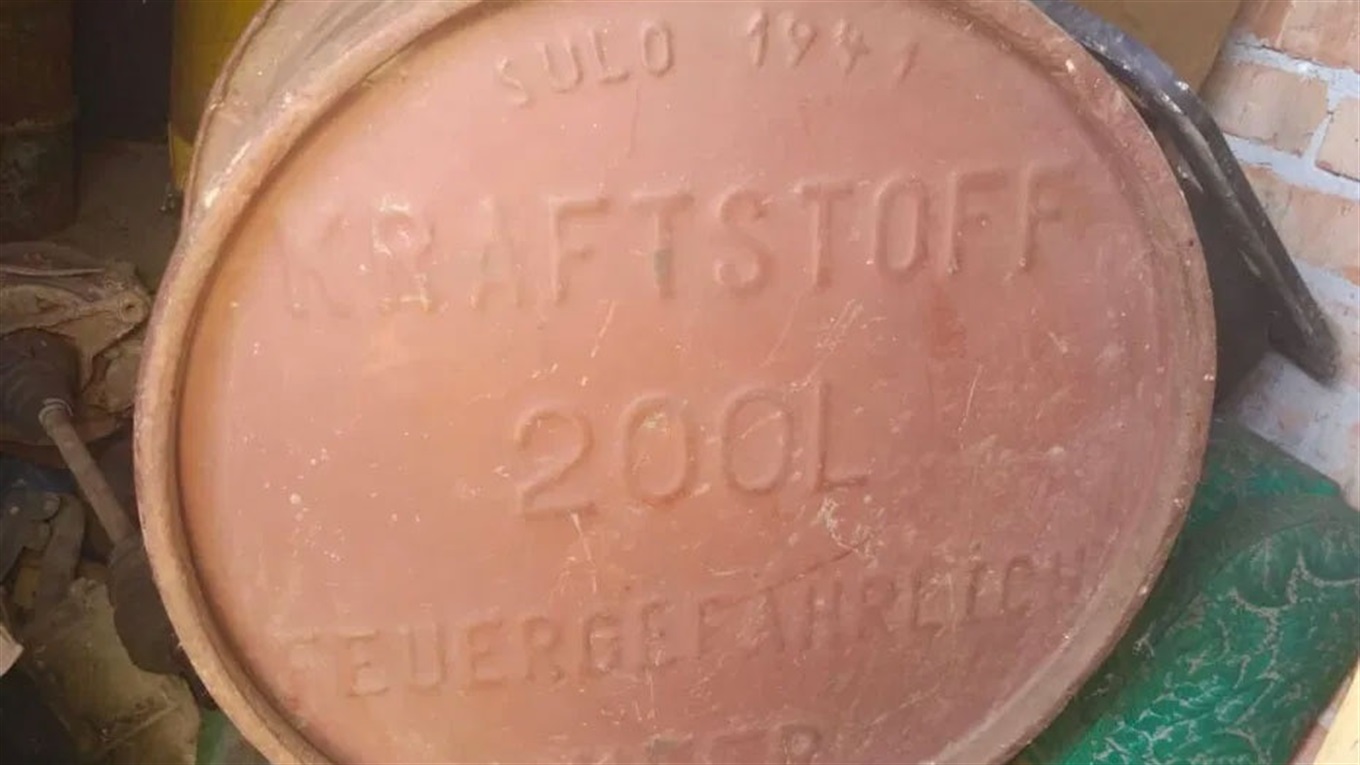 SULO 1941
KRAFTSTOFF
200L
FEUERGEFÄHRLICH